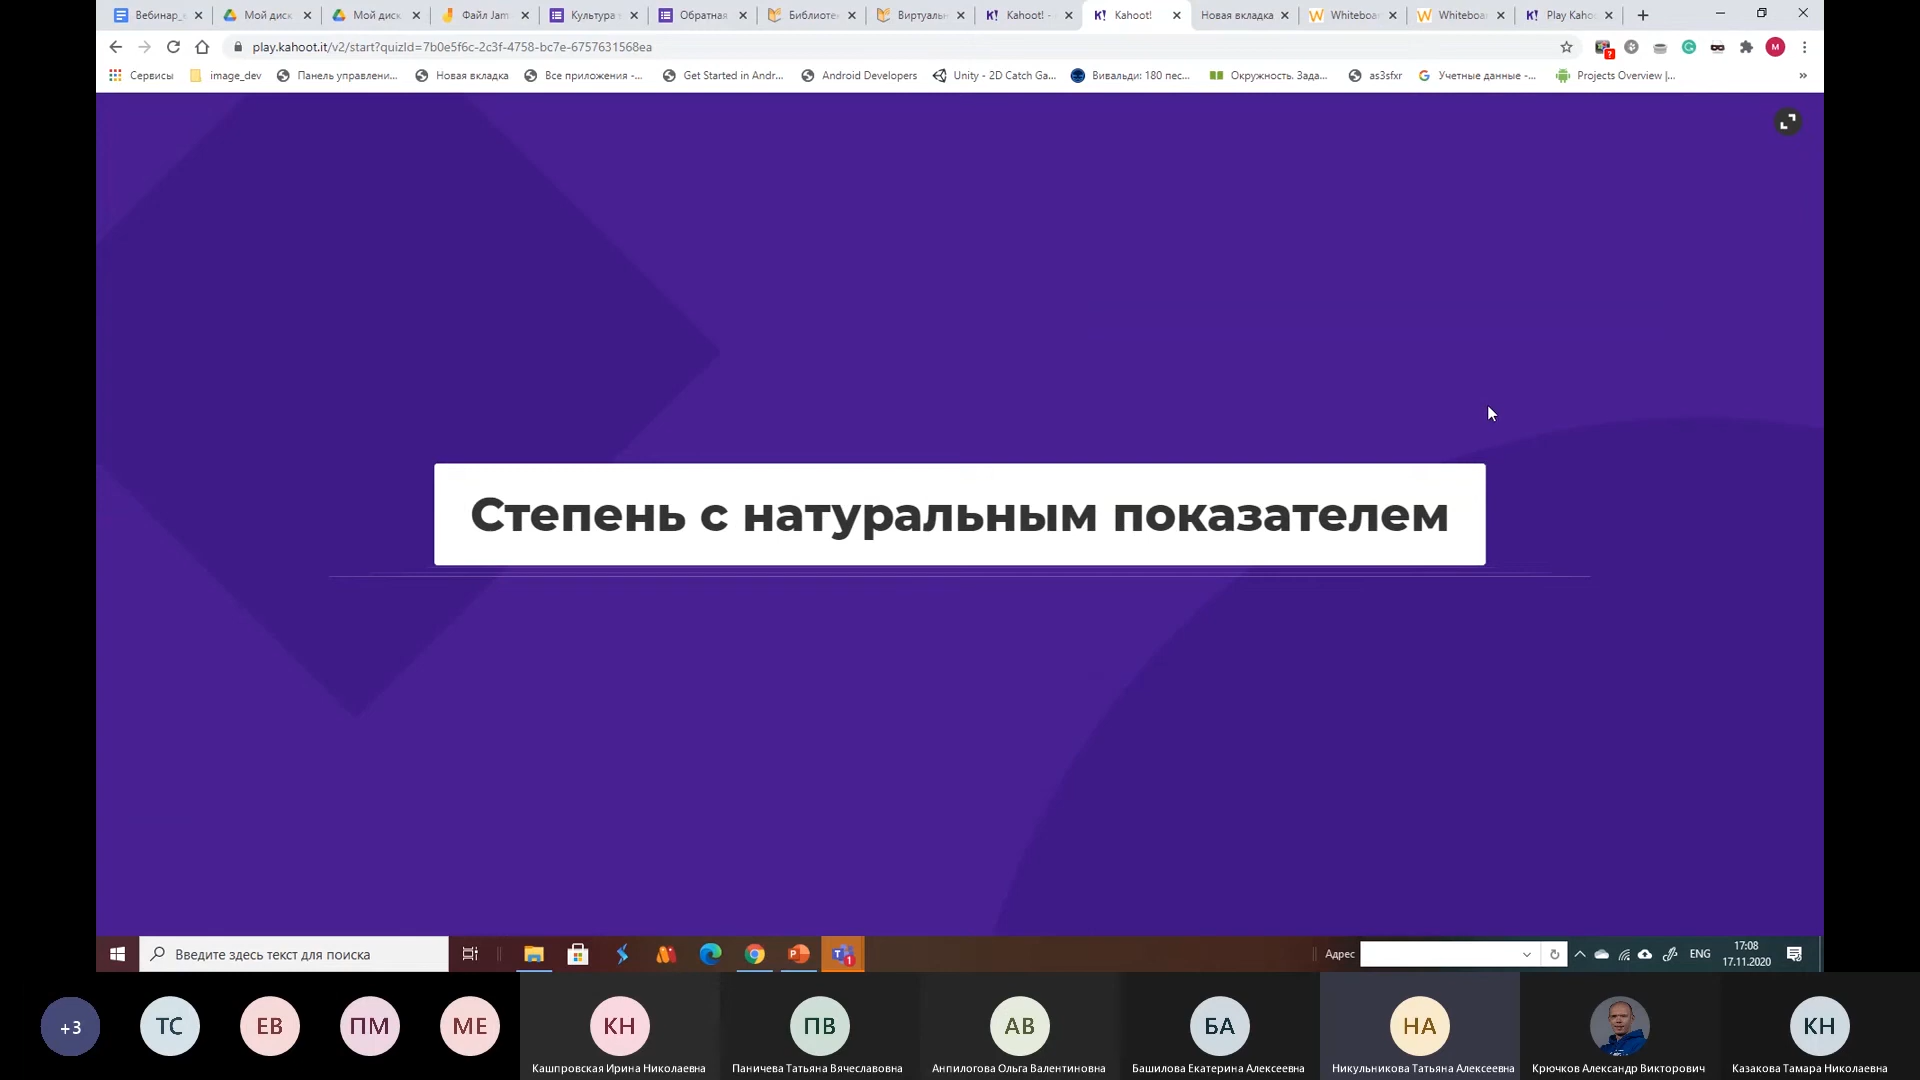 Вебинар_
Мой диск
Мой диск
Файл Jam
Культура
Обратная
Библиоте
Виртуаль
Kahoot! -
Kahoot!
Новая вкладка
Whiteboa
Whiteboa
Play Kaho
play.kahoot.it/v2/start?quizId=7b0e5f6c-2c3f-4758-bc7e-6757631568ea
M
Сервисы
image_dev
Панель управлени...
Новая вкладка
Все приложения -...
Get Started in Andr...
Android Developers
Unity - 2D Catch Ga...
Вивальди: 180 пес...
Окружность. Зада...
as3sfxr
Учетные данные -...
Projects Overview |...
Степень с натуральным показателем
Введите здесь текст для поиска
Адрес
ENG
17:08
17.11.2020
+3
ТС
ЕВ
ПМ
МЕ
КН
ПВ
АВ
БА
НА
КН
Кашпровская Ирина Николаевна
Паничева Татьяна Вячеславовна
Анпилогова Ольга Валентиновна
Башилова Екатерина Алексеевна
Никульникова Татьяна Алексеевна
Крючков Александр Викторович
Казакова Тамара Николаевна